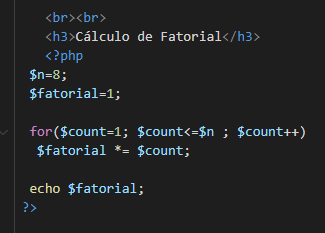 <br><br>
<h3>Cálculo de Fatorial</h3>
<?php
$n=8;
$fatorial=1;
for($count=1; $count<=$n ; $count++)
$fatorial *= $count;
echo $fatorial;
?>